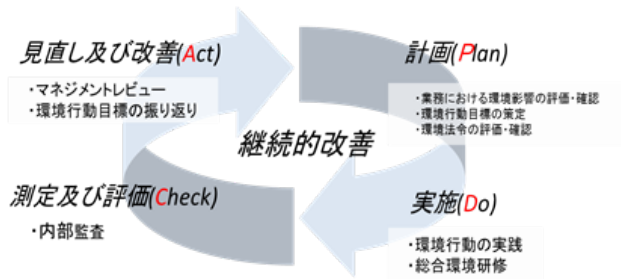 見直し及び改善(Act)
・マネジメントレビュー
・環境行動目標の振り返り
計画(Plan)
・業務における環境影響の評価・確認
・環境行動目標の策定
・環境法令の評価・確認
継続的改善
測定及び評価(Check)
・内部監査
実施(Do)
・環境行動の実践
・総合環境研修